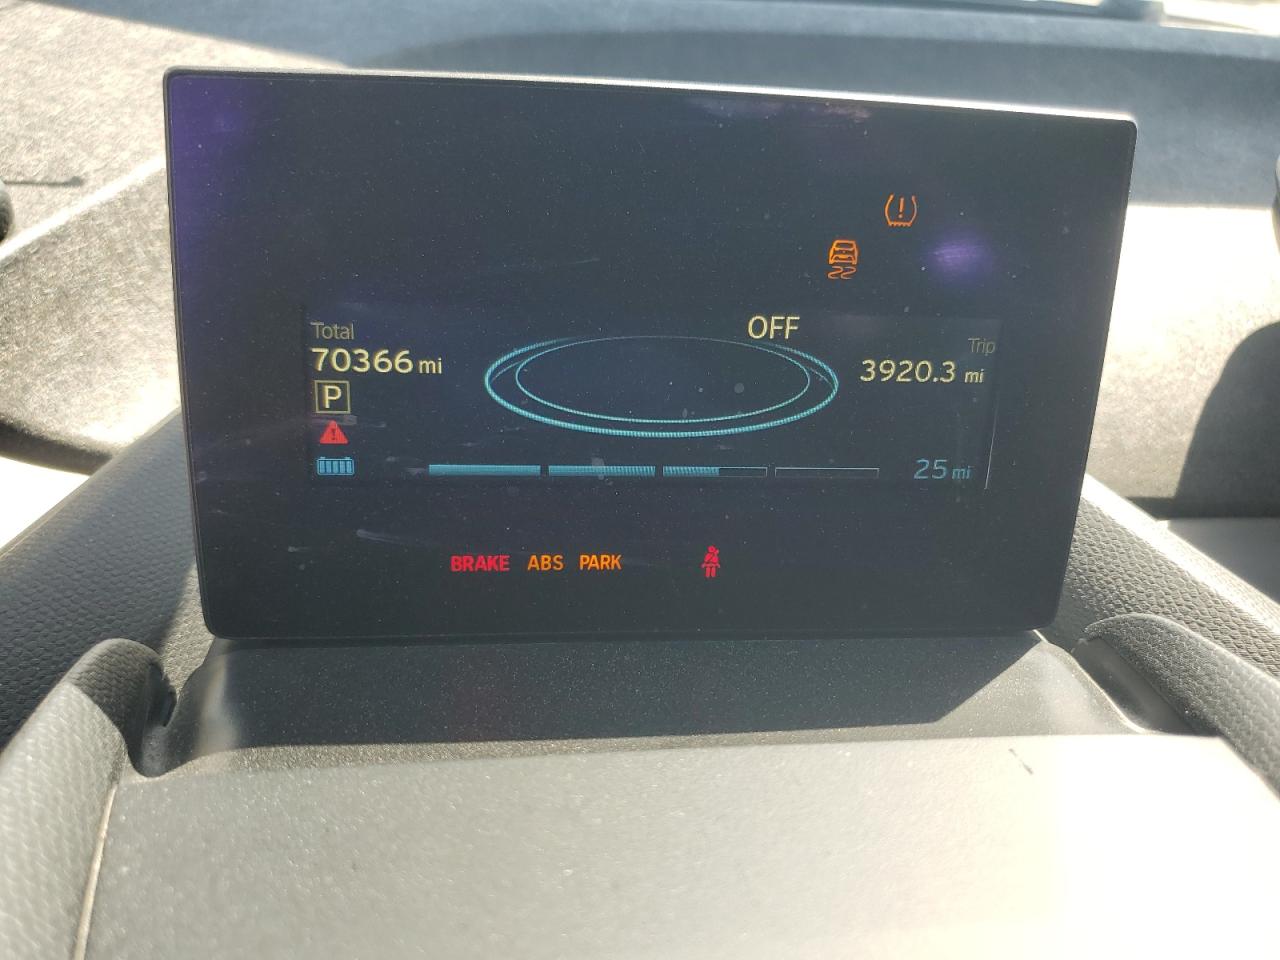 OFF
Total
70366 mi
Trip
3920.3 mi
P
25 mi
BRAKE ABS PARK